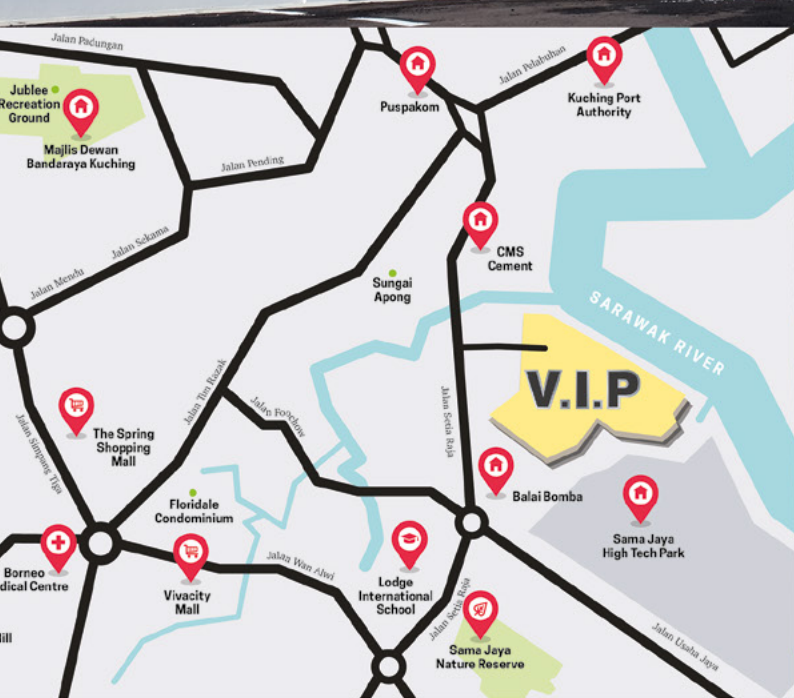 Jalan Padungan
Jublee
Recreation
Ground
Majlis Dewan
Bandaraya Kuching
Puspakom
Jalan Pelabuhan
Kuching Port
Authority
Jalan Pending
Jalan Sekama
Jalan Mendu
CMS
Cement
Sungai
Apong
SARAWAK RIVER
V.I.P
Jalan Tun Razak
Jalan Foochow
Jalan Setia Raja
The Spring
Shopping
Mall
Jalan Simpang Tiga
Balai Bomba
Floridale
Condominium
Sama Jaya
High Tech Park
Borneo
dical Centre
Vivacity
Mall
Jalan Wan Alwi
Lodge
International
School
Jalan Setia Raja
Sama Jaya
Nature Reserve
Jalan Usaha Jaya